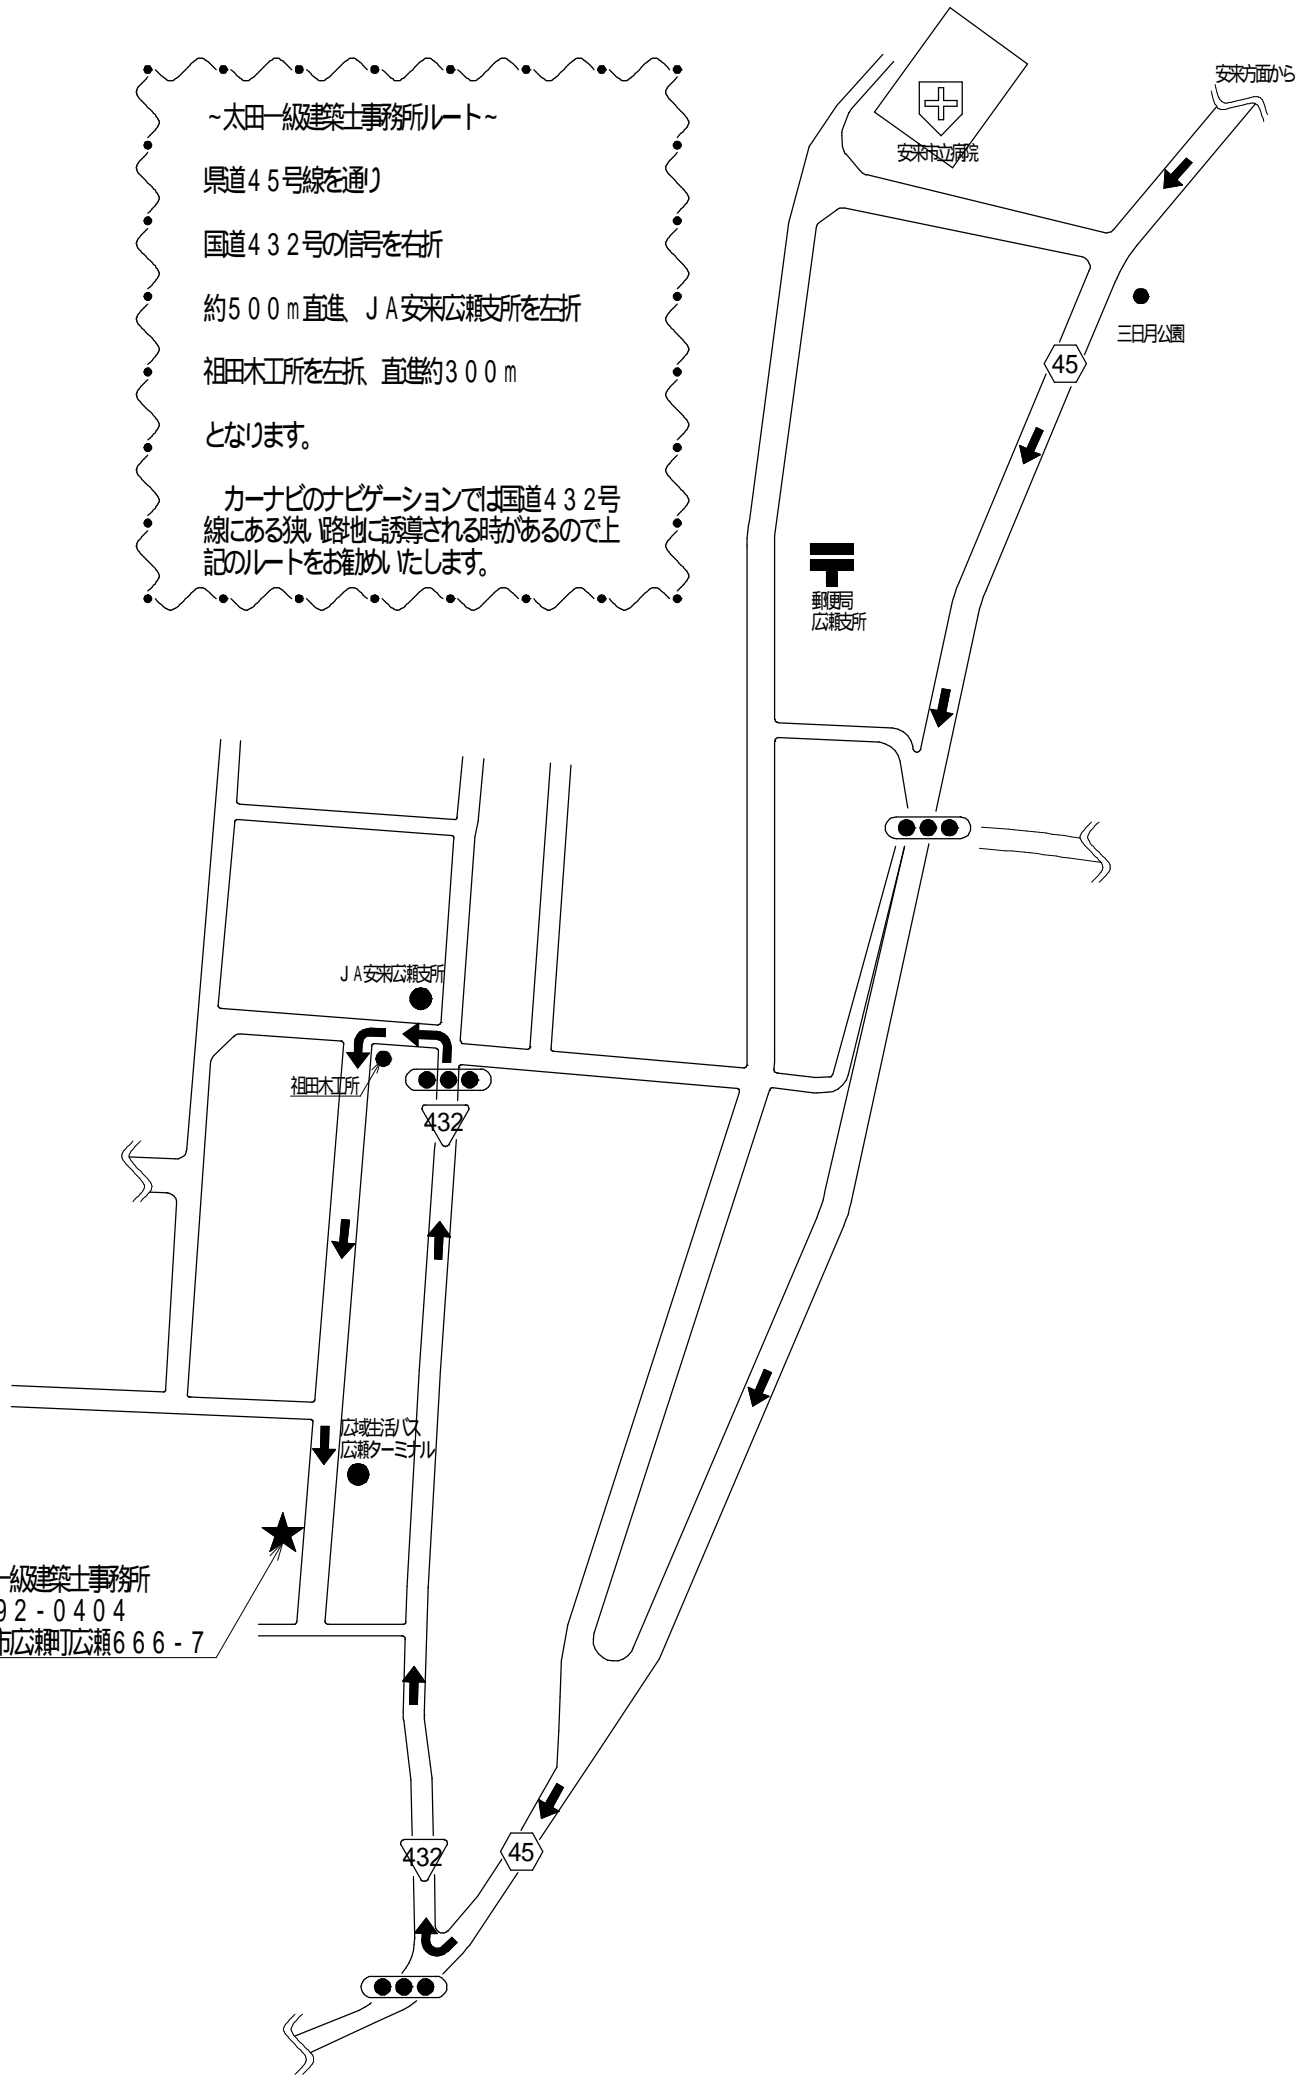 ~太田一級建築士事務所ルート~
県道45号線を通り
国道432号の信号を右折
約500m直進、JA安来広瀬支所を左折
祖田木工所を左折、直進約300m
となります。
カーナビのナビゲーションでは国道432号
線にある狭い路地に誘導される時があるので上
記のルートをお勧めいたします。
安来方面から
安来市立病院
三日月公園
45
郵便局
広瀬支所
JA安来広瀬支所
祖田木工所
432
広域生活バス
広瀬ターミナル
一級建築士事務所
92-0404
市広瀬町広瀬666-7
432
45